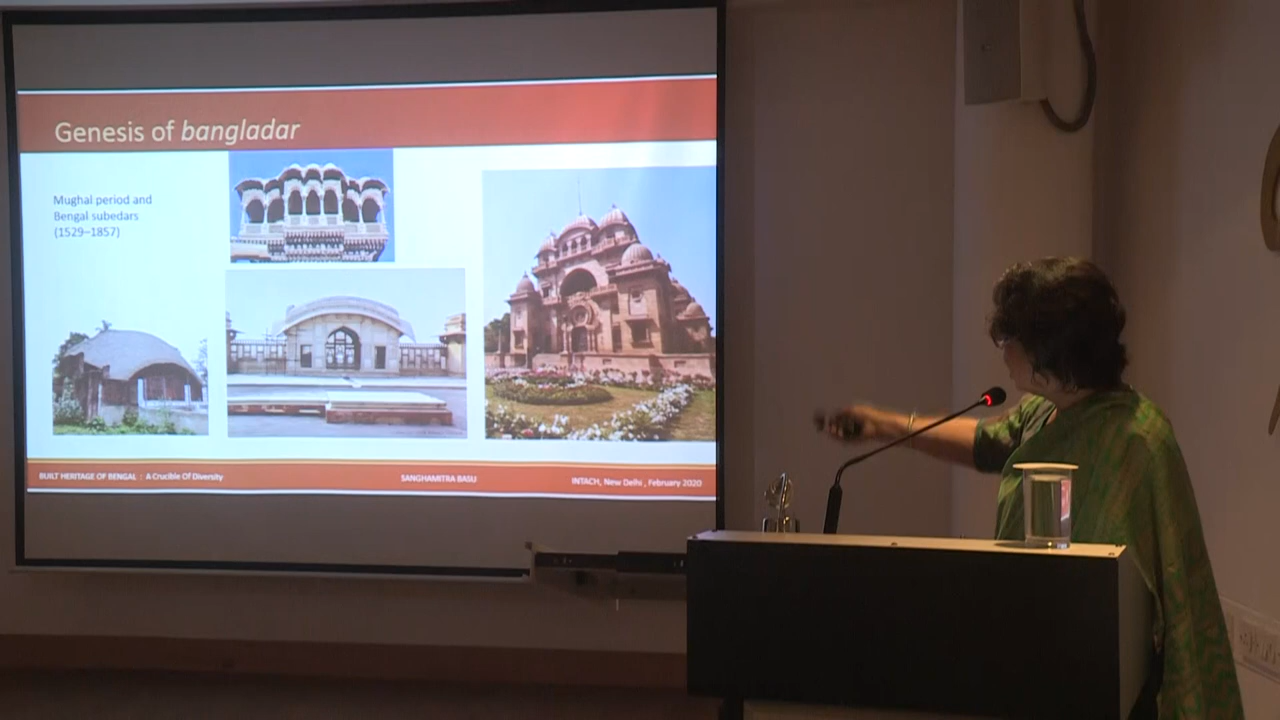 Genesis of bangladar
Mughal period and
Bengal subedars
(1529–1857)
BUILT HERITAGE OF BENGAL : A Crucible Of Diversity
SANGHAMITRA BASU
INTACH, New Delhi , February 2020